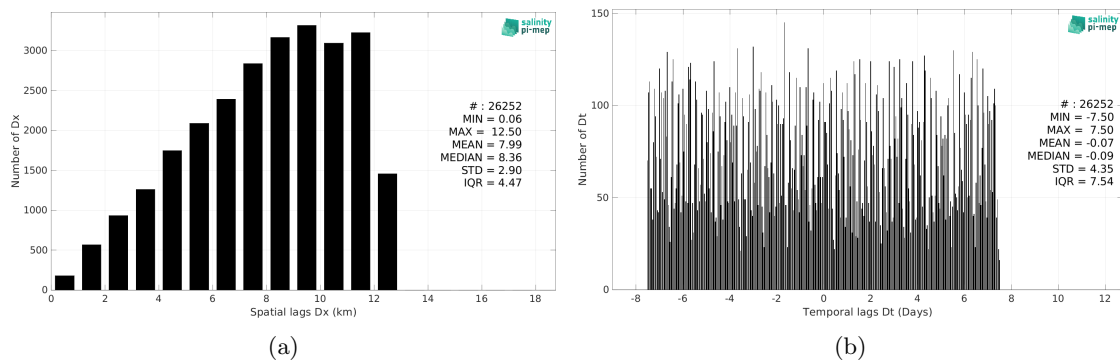 salinity
pi-mep
3000
2500
2000
1500
1000
500
0
Number of Dx
# : 26252
MIN = 0.06
MAX = 12.50
MEAN = 7.99
MEDIAN = 8.36
STD = 2.90
IQR = 4.47
0 2 4 6 8 10 12 14 16 18
Spatial lags Dx (km)
(a)
salinity
pi-mep
150
100
50
0
Number of Dt
# : 26252
MIN = -7.50
MAX = 7.50
MEAN = -0.07
MEDIAN = -0.09
STD = 4.35
IQR = 7.54
-8 -6 -4 -2 0 2 4 6 8 10 12
Temporal lags Dt (Days)
(b)